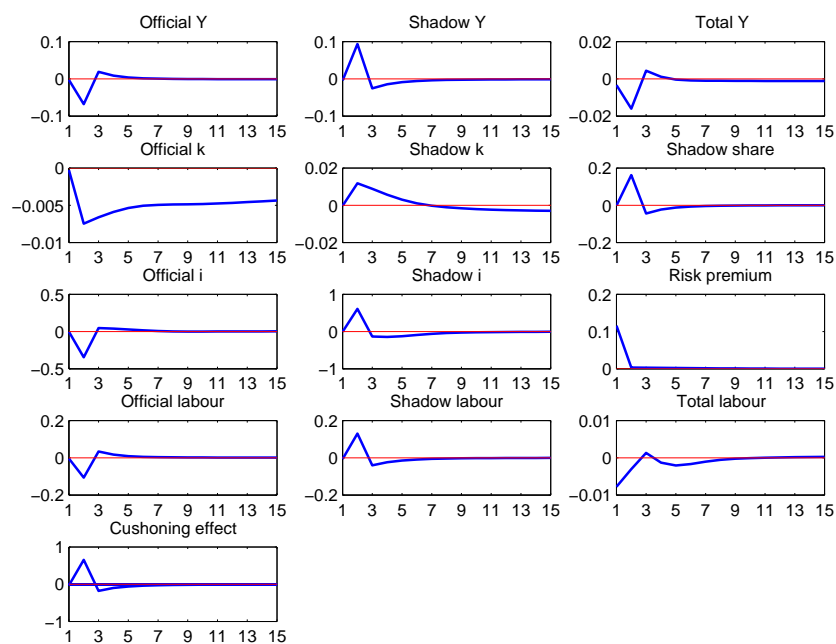 Official Y
0.1
0
−0.1
1 3 5 7 9 11 13 15
Shadow Y
0.1
0
−0.1
1 3 5 7 9 11 13 15
Total Y
0.02
0
−0.02
1 3 5 7 9 11 13 15
Official k
0
−0.005
−0.01
1 3 5 7 9 11 13 15
Shadow k
0.02
0
−0.02
1 3 5 7 9 11 13 15
Shadow share
0.2
0
−0.2
1 3 5 7 9 11 13 15
Official i
0.5
0
−0.5
1 3 5 7 9 11 13 15
Shadow i
1
0
−1
1 3 5 7 9 11 13 15
Risk premium
0.2
0.1
0
1 3 5 7 9 11 13 15
Official labour
0.2
0
−0.2
1 3 5 7 9 11 13 15
Shadow labour
0.2
0
−0.2
1 3 5 7 9 11 13 15
Total labour
0.01
0
−0.01
1 3 5 7 9 11 13 15
Cushoning effect
1
0
−1
1 3 5 7 9 11 13 15